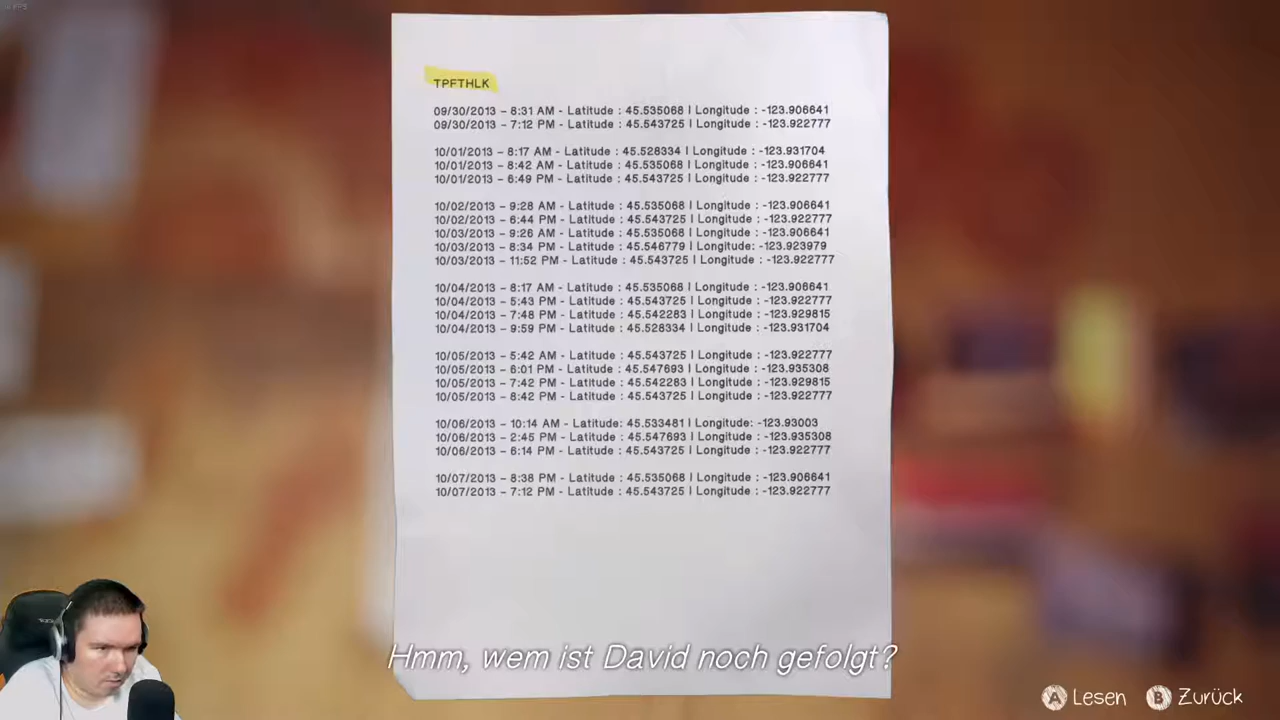 TPFTHLK
09/30/2013 – 8:31 AM - Latitude : 45.535068 | Longitude : -123.906641
09/30/2013 – 7:12 PM - Latitude : 45.543725 | Longitude : -123.922777
10/01/2013 – 8:17 AM - Latitude : 45.528334 | Longitude : -123.931704
10/01/2013 – 8:42 AM - Latitude : 45.535068 | Longitude : -123.906641
10/01/2013 – 6:49 PM - Latitude : 45.543725 | Longitude : -123.922777
10/02/2013 – 9:28 AM - Latitude : 45.535068 | Longitude : -123.906641
10/02/2013 – 6:44 PM - Latitude : 45.543725 | Longitude : -123.922777
10/03/2013 – 9:26 AM - Latitude : 45.535068 | Longitude : -123.906641
10/03/2013 – 8:34 PM - Latitude : 45.546779 | Longitude: -123.923979
10/03/2013 – 11:52 PM - Latitude : 45.543725 | Longitude : -123.922777
10/04/2013 – 8:17 AM - Latitude : 45.535068 | Longitude : -123.906641
10/04/2013 – 5:43 PM - Latitude : 45.543725 | Longitude : -123.922777
10/04/2013 – 7:48 PM - Latitude : 45.542283 | Longitude : -123.929815
10/04/2013 – 9:59 PM - Latitude : 45.528334 | Longitude : -123.931704
10/05/2013 – 5:42 AM - Latitude : 45.543725 | Longitude : -123.922777
10/05/2013 – 6:01 PM - Latitude : 45.547693 | Longitude : -123.935308
10/05/2013 – 7:42 PM - Latitude : 45.542283 | Longitude : -123.929815
10/05/2013 – 8:42 PM - Latitude : 45.543725 | Longitude : -123.922777
10/06/2013 – 10:14 AM - Latitude: 45.533481 | Longitude: -123.93003
10/06/2013 – 2:45 PM - Latitude : 45.547693 | Longitude : -123.935308
10/06/2013 – 6:14 PM - Latitude : 45.543725 | Longitude : -123.922777
10/07/2013 – 8:38 PM - Latitude : 45.535068 | Longitude : -123.906641
10/07/2013 – 7:12 PM - Latitude : 45.543725 | Longitude : -123.922777
Hmm, wem ist David noch gefolgt?
A Lesen B Zurück